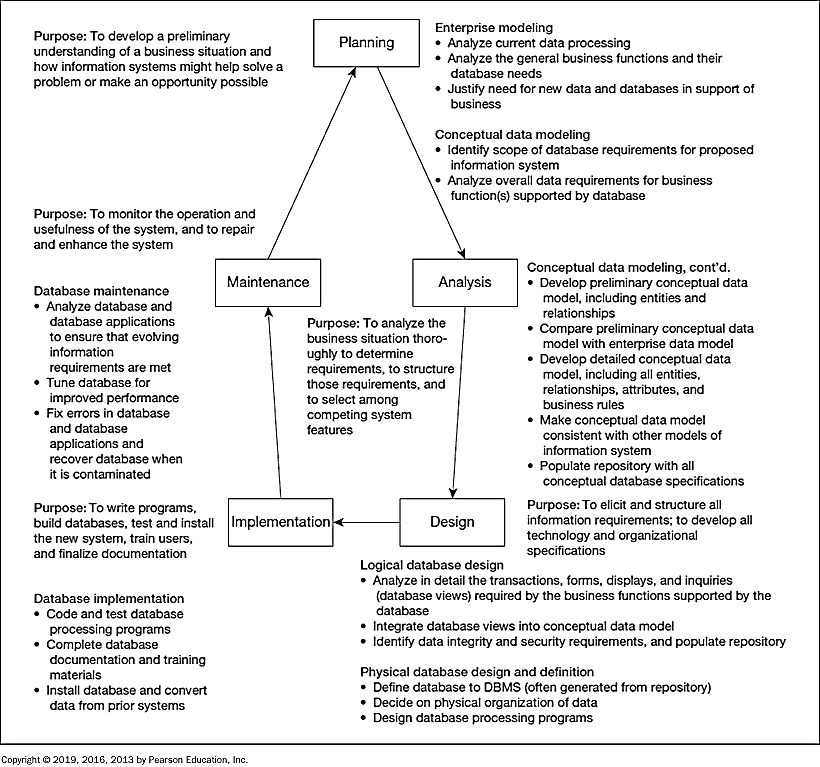 Purpose: To develop a preliminary
understanding of a business situation and
how information systems might help solve a
problem or make an opportunity possible
Planning
Enterprise modeling
• Analyze current data processing
• Analyze the general business functions and their
database needs
• Justify need for new data and databases in support of
business
Conceptual data modeling
• Identify scope of database requirements for proposed
information system
• Analyze overall data requirements for business
function(s) supported by database
Purpose: To monitor the operation and
usefulness of the system, and to repair
and enhance the system
Maintenance
Analysis
Database maintenance
• Analyze database and
database applications
to ensure that evolving
information
requirements are met
• Tune database for
improved performance
• Fix errors in database
and database
applications and
recover database when
it is contaminated
Purpose: To analyze the
business situation thoro-
ughly to determine
requirements, to structure
those requirements, and
to select among
competing system
features
Conceptual data modeling, cont’d.
• Develop preliminary conceptual data
model, including entities and
relationships
• Compare preliminary conceptual data
model with enterprise data model
• Develop detailed conceptual data
model, including all entities,
relationships, attributes, and
business rules
• Make conceptual data model
consistent with other models of
information system
• Populate repository with all
conceptual database specifications
Purpose: To write programs,
build databases, test and install
the new system, train users,
and finalize documentation
Implementation
Design
Purpose: To elicit and structure all
information requirements; to develop all
technology and organizational
specifications
Database implementation
• Code and test database
processing programs
• Complete database
documentation and training
materials
• Install database and convert
data from prior systems
Logical database design
• Analyze in detail the transactions, forms, displays, and inquiries
(database views) required by the business functions supported by the
database
• Integrate database views into conceptual data model
• Identify data integrity and security requirements, and populate repository
Physical database design and definition
• Define database to DBMS (often generated from repository)
• Decide on physical organization of data
• Design database processing programs
Copyright © 2019, 2016, 2013 by Pearson Education, Inc.